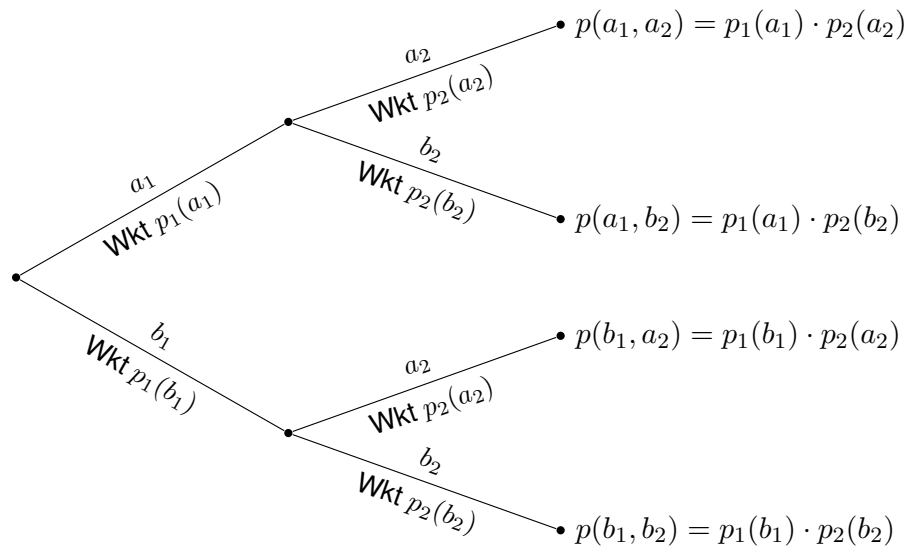 a₂
Wkt p₂(a₂)
p(a₁, a₂) = p₁(a₁) · p₂(a₂)
a₁
Wkt p₁(a₁)
b₂
Wkt p₂(b₂)
p(a₁, b₂) = p₁(a₁) · p₂(b₂)
b₁
Wkt p₁(b₁)
a₂
Wkt p₂(a₂)
p(b₁, a₂) = p₁(b₁) · p₂(a₂)
b₂
Wkt p₂(b₂)
p(b₁, b₂) = p₁(b₁) · p₂(b₂)